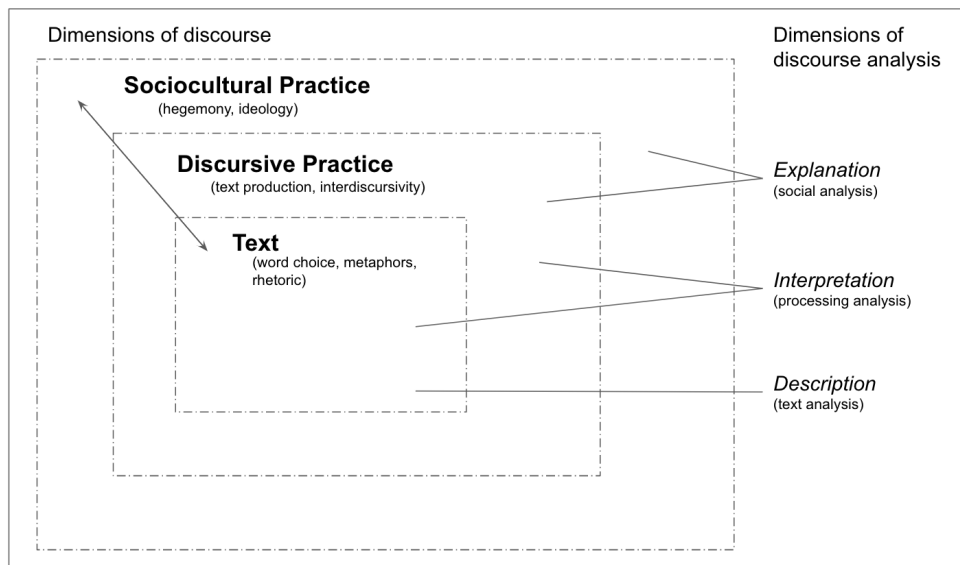 Dimensions of discourse
Dimensions of
discourse analysis
Sociocultural Practice
(hegemony, ideology)
Discursive Practice
(text production, interdiscursivity)
Text
(word choice, metaphors,
rhetoric)
Explanation
(social analysis)
Interpretation
(processing analysis)
Description
(text analysis)